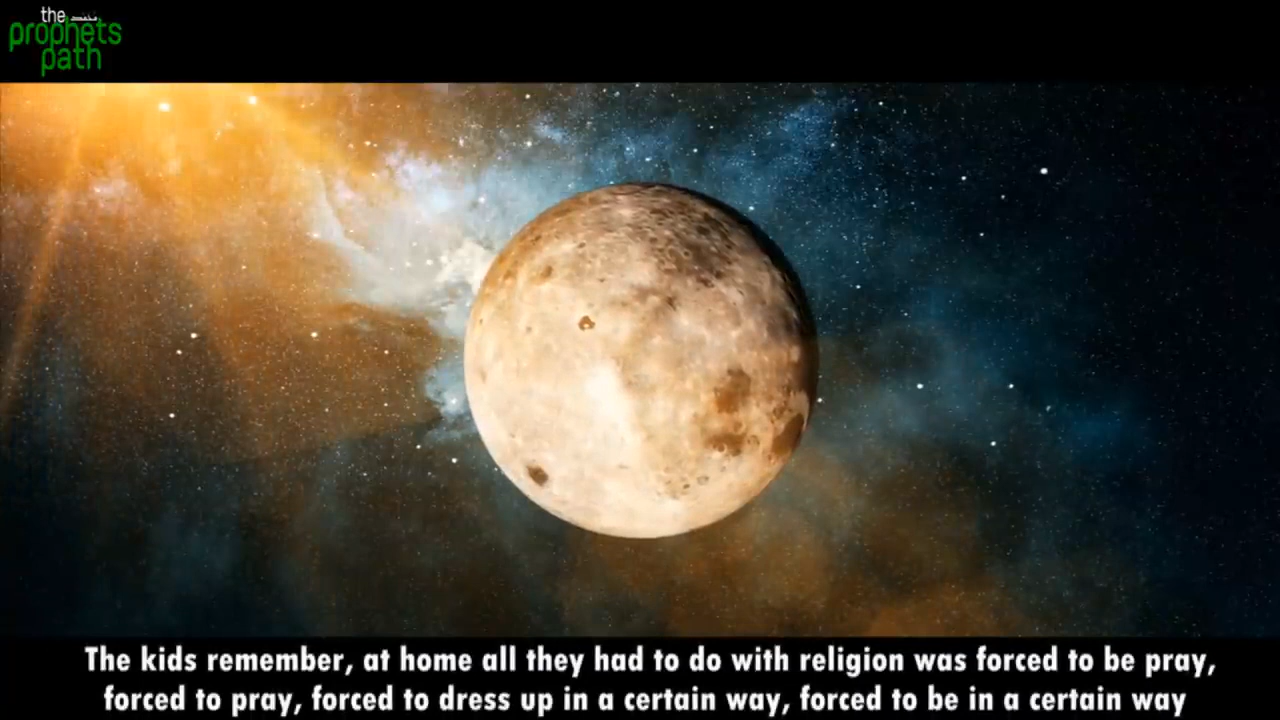 the
prophets
path
The kids remember, at home all they had to do with religion was forced to be pray,
forced to pray, forced to dress up in a certain way, forced to be in a certain way